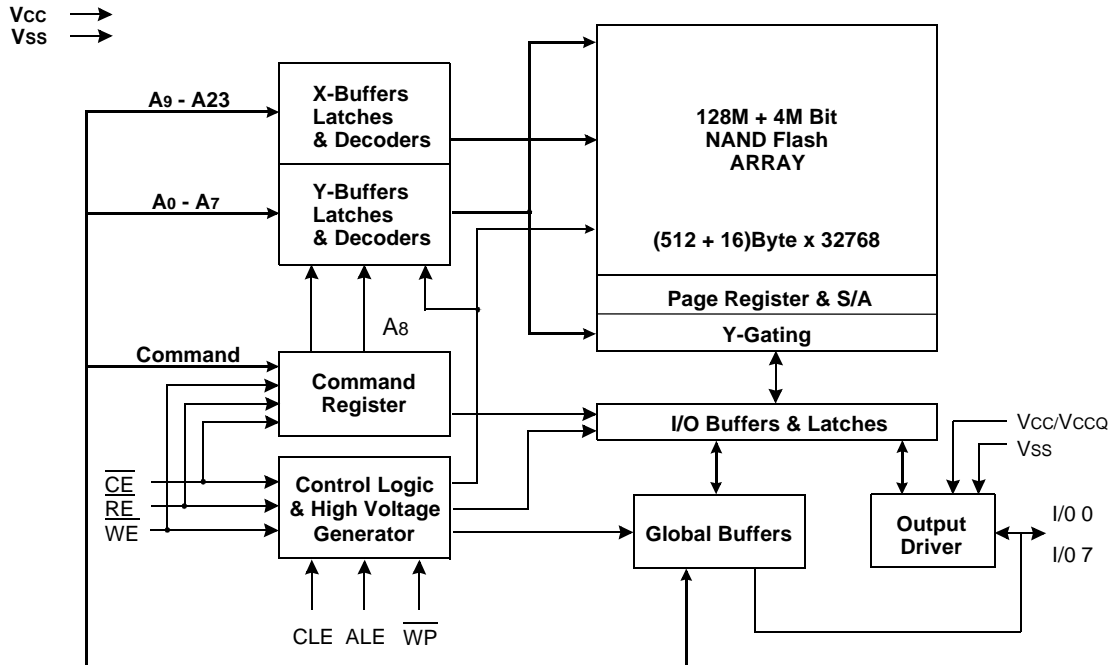 VCC
VSS
A9 - A23
X-Buffers
Latches
& Decoders
A0 - A7
Y-Buffers
Latches
& Decoders
128M + 4M Bit
NAND Flash
ARRAY
(512 + 16)Byte x 32768
Page Register & S/A
Y-Gating
A8
Command
Command
Register
I/O Buffers & Latches
VCC/VCCQ
VSS
CE
RE
WE
Control Logic
& High Voltage
Generator
Global Buffers
Output
Driver
I/0 0
I/0 7
CLE ALE WP